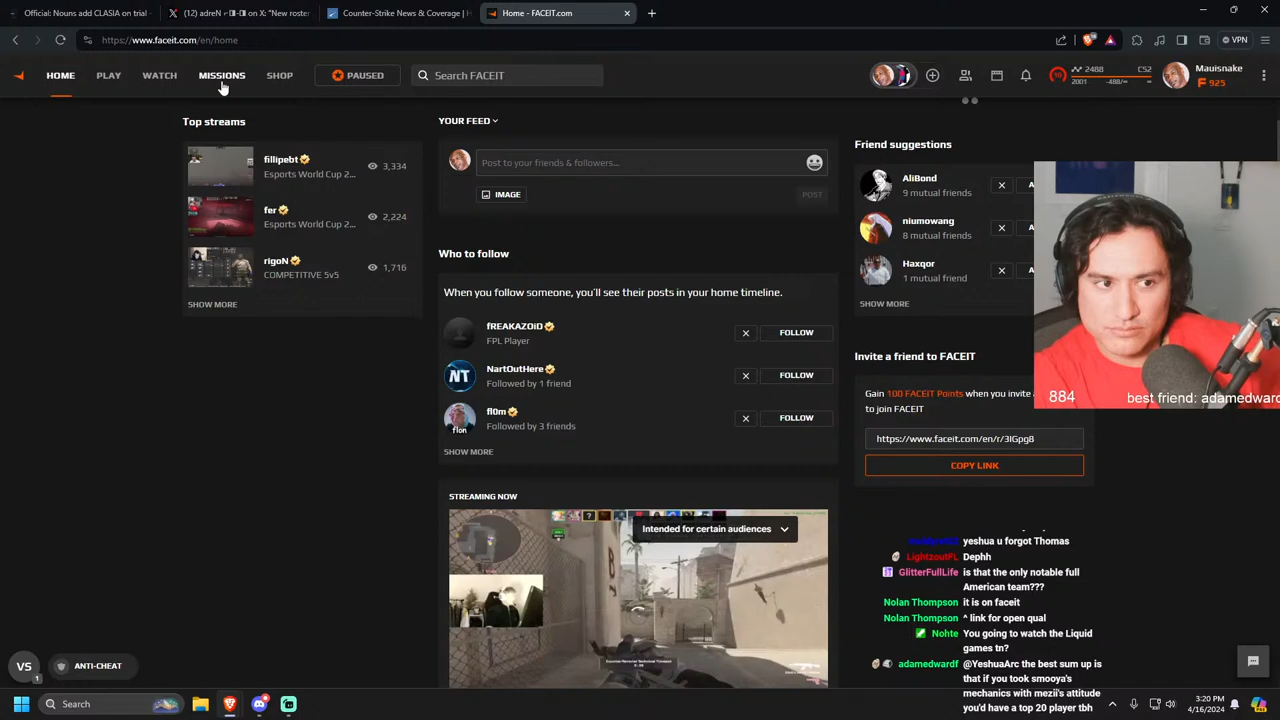 Official: Nouns add CLASIA on trial
(12) adreN on X: "New roster
Counter-Strike News & Coverage |
Home - FACEIT.com
https://www.faceit.com/en/home
VPN
HOME
PLAY
WATCH
MISSIONS
SHOP
PAUSED
Search FACEIT
10
2488
CS2
2001
-488/∞
Mauisnake
925
Top streams
fillipebt
3,334
Esports World Cup 2...
fer
2,224
Esports World Cup 2...
rigoN
COMPETITIVE 5v5
1,716
SHOW MORE
YOUR FEED
Post to your friends & followers...
IMAGE
POST
Who to follow
When you follow someone, you'll see their posts in your home timeline.
fREAKAZOiD
FPL Player
FOLLOW
NartOutHere
Followed by 1 friend
FOLLOW
fl0m
Followed by 3 friends
FOLLOW
SHOW MORE
STREAMING NOW
Intended for certain audiences
Friend suggestions
AliBond
9 mutual friends
niumowang
8 mutual friends
Haxqor
1 mutual friend
SHOW MORE
Invite a friend to FACEIT
Gain 100 FACEIT Points when you invite a
to join FACEIT
https://www.faceit.com/en/r/3lGpg8
COPY LINK
884
best friend: adamedward
yeshua u forgot Thomas
LightzoutFL Dephh
GlitterFullLife is that the only notable full
American team???
Nolan Thompson it is on faceit
Nolan Thompson ^ link for open qual
Nohte You going to watch the Liquid
games tn?
adamedwardf @YeshuaArc the best sum up is
that if you took smooya's
mechanics with mezii's attitude
you'd have a top 20 player tbh
VS
1
ANTI-CHEAT
Search
3:20 PM
4/16/2024